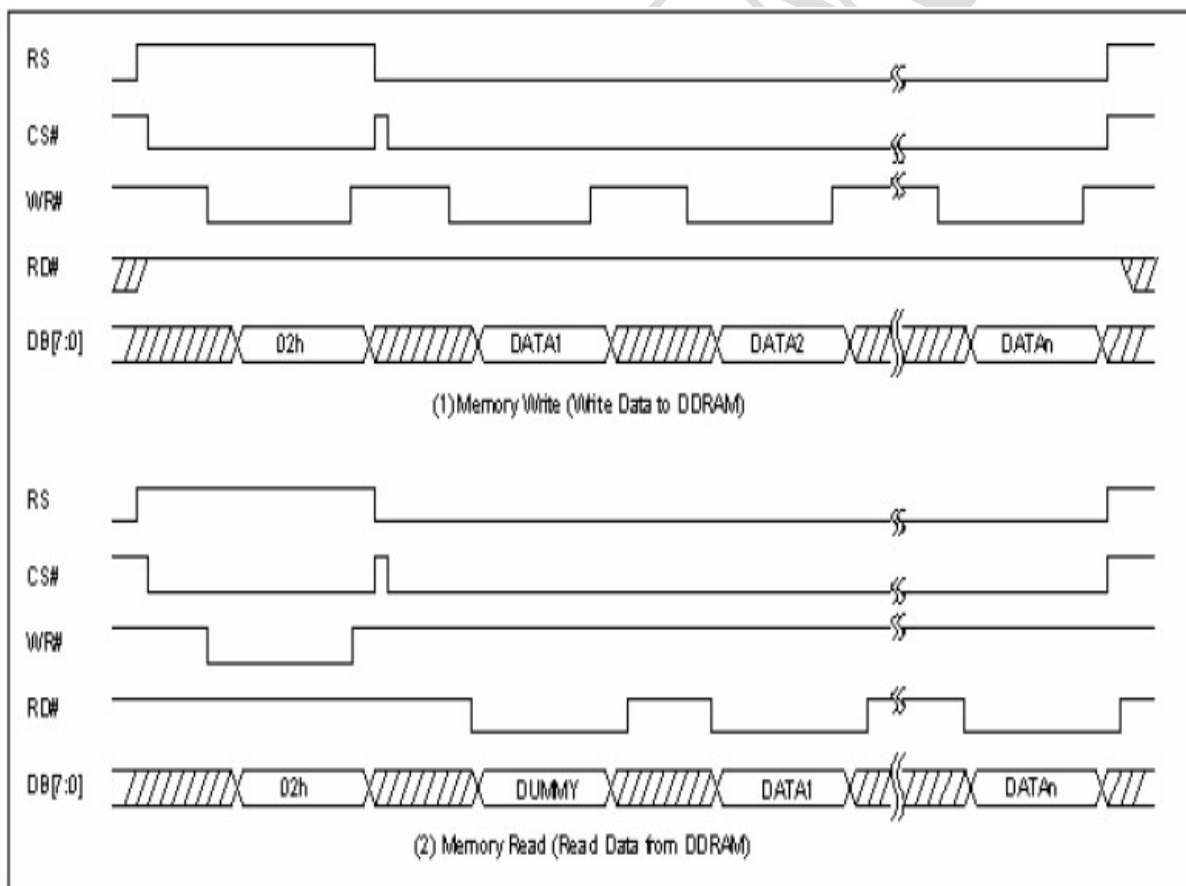 RS
CS#
WR#
RD#
DB[7:0] 02h DATA1 DATA2 DATAn
(1) Memory Write (Write Data to DDRAM)
RS
CS#
WR#
RD#
DB[7:0] 02h DUMMY DATA1 DATAn
(2) Memory Read (Read Data from DDRAM)